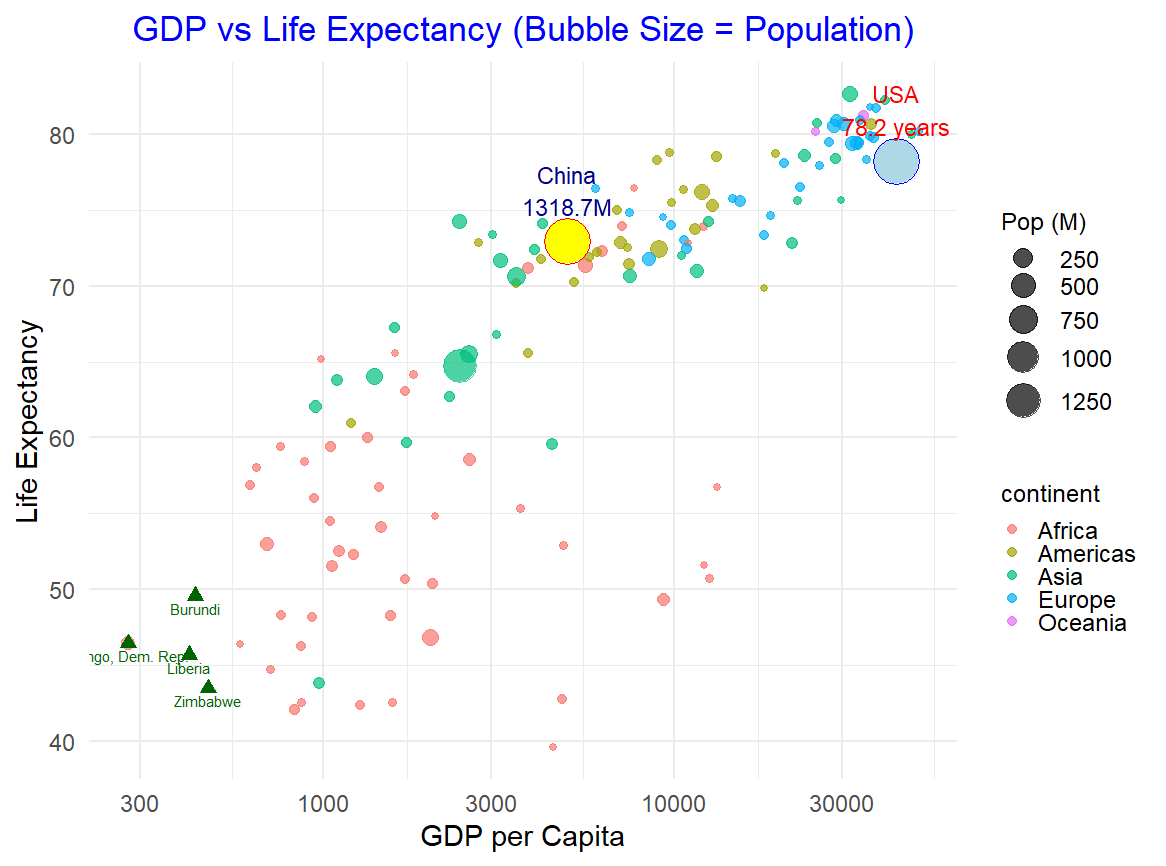 GDP vs Life Expectancy (Bubble Size = Population)
USA
78.2 years
China
1318.7M
Burundi
ngo, Dem. Rep
Liberia
Zimbabwe
80
70
60
50
40
Life Expectancy
300
1000
3000
10000
30000
GDP per Capita
Pop (M)
250
500
750
1000
1250
continent
Africa
Americas
Asia
Europe
Oceania